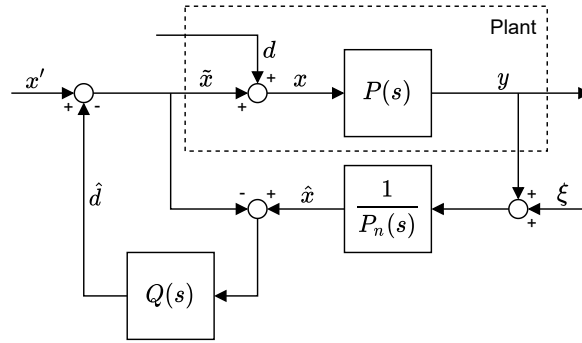 Plant
d
x′ + - x̃ + + x P(s) y
d̂ - + x̂ 1/Pₙ(s) + + ξ
Q(s)